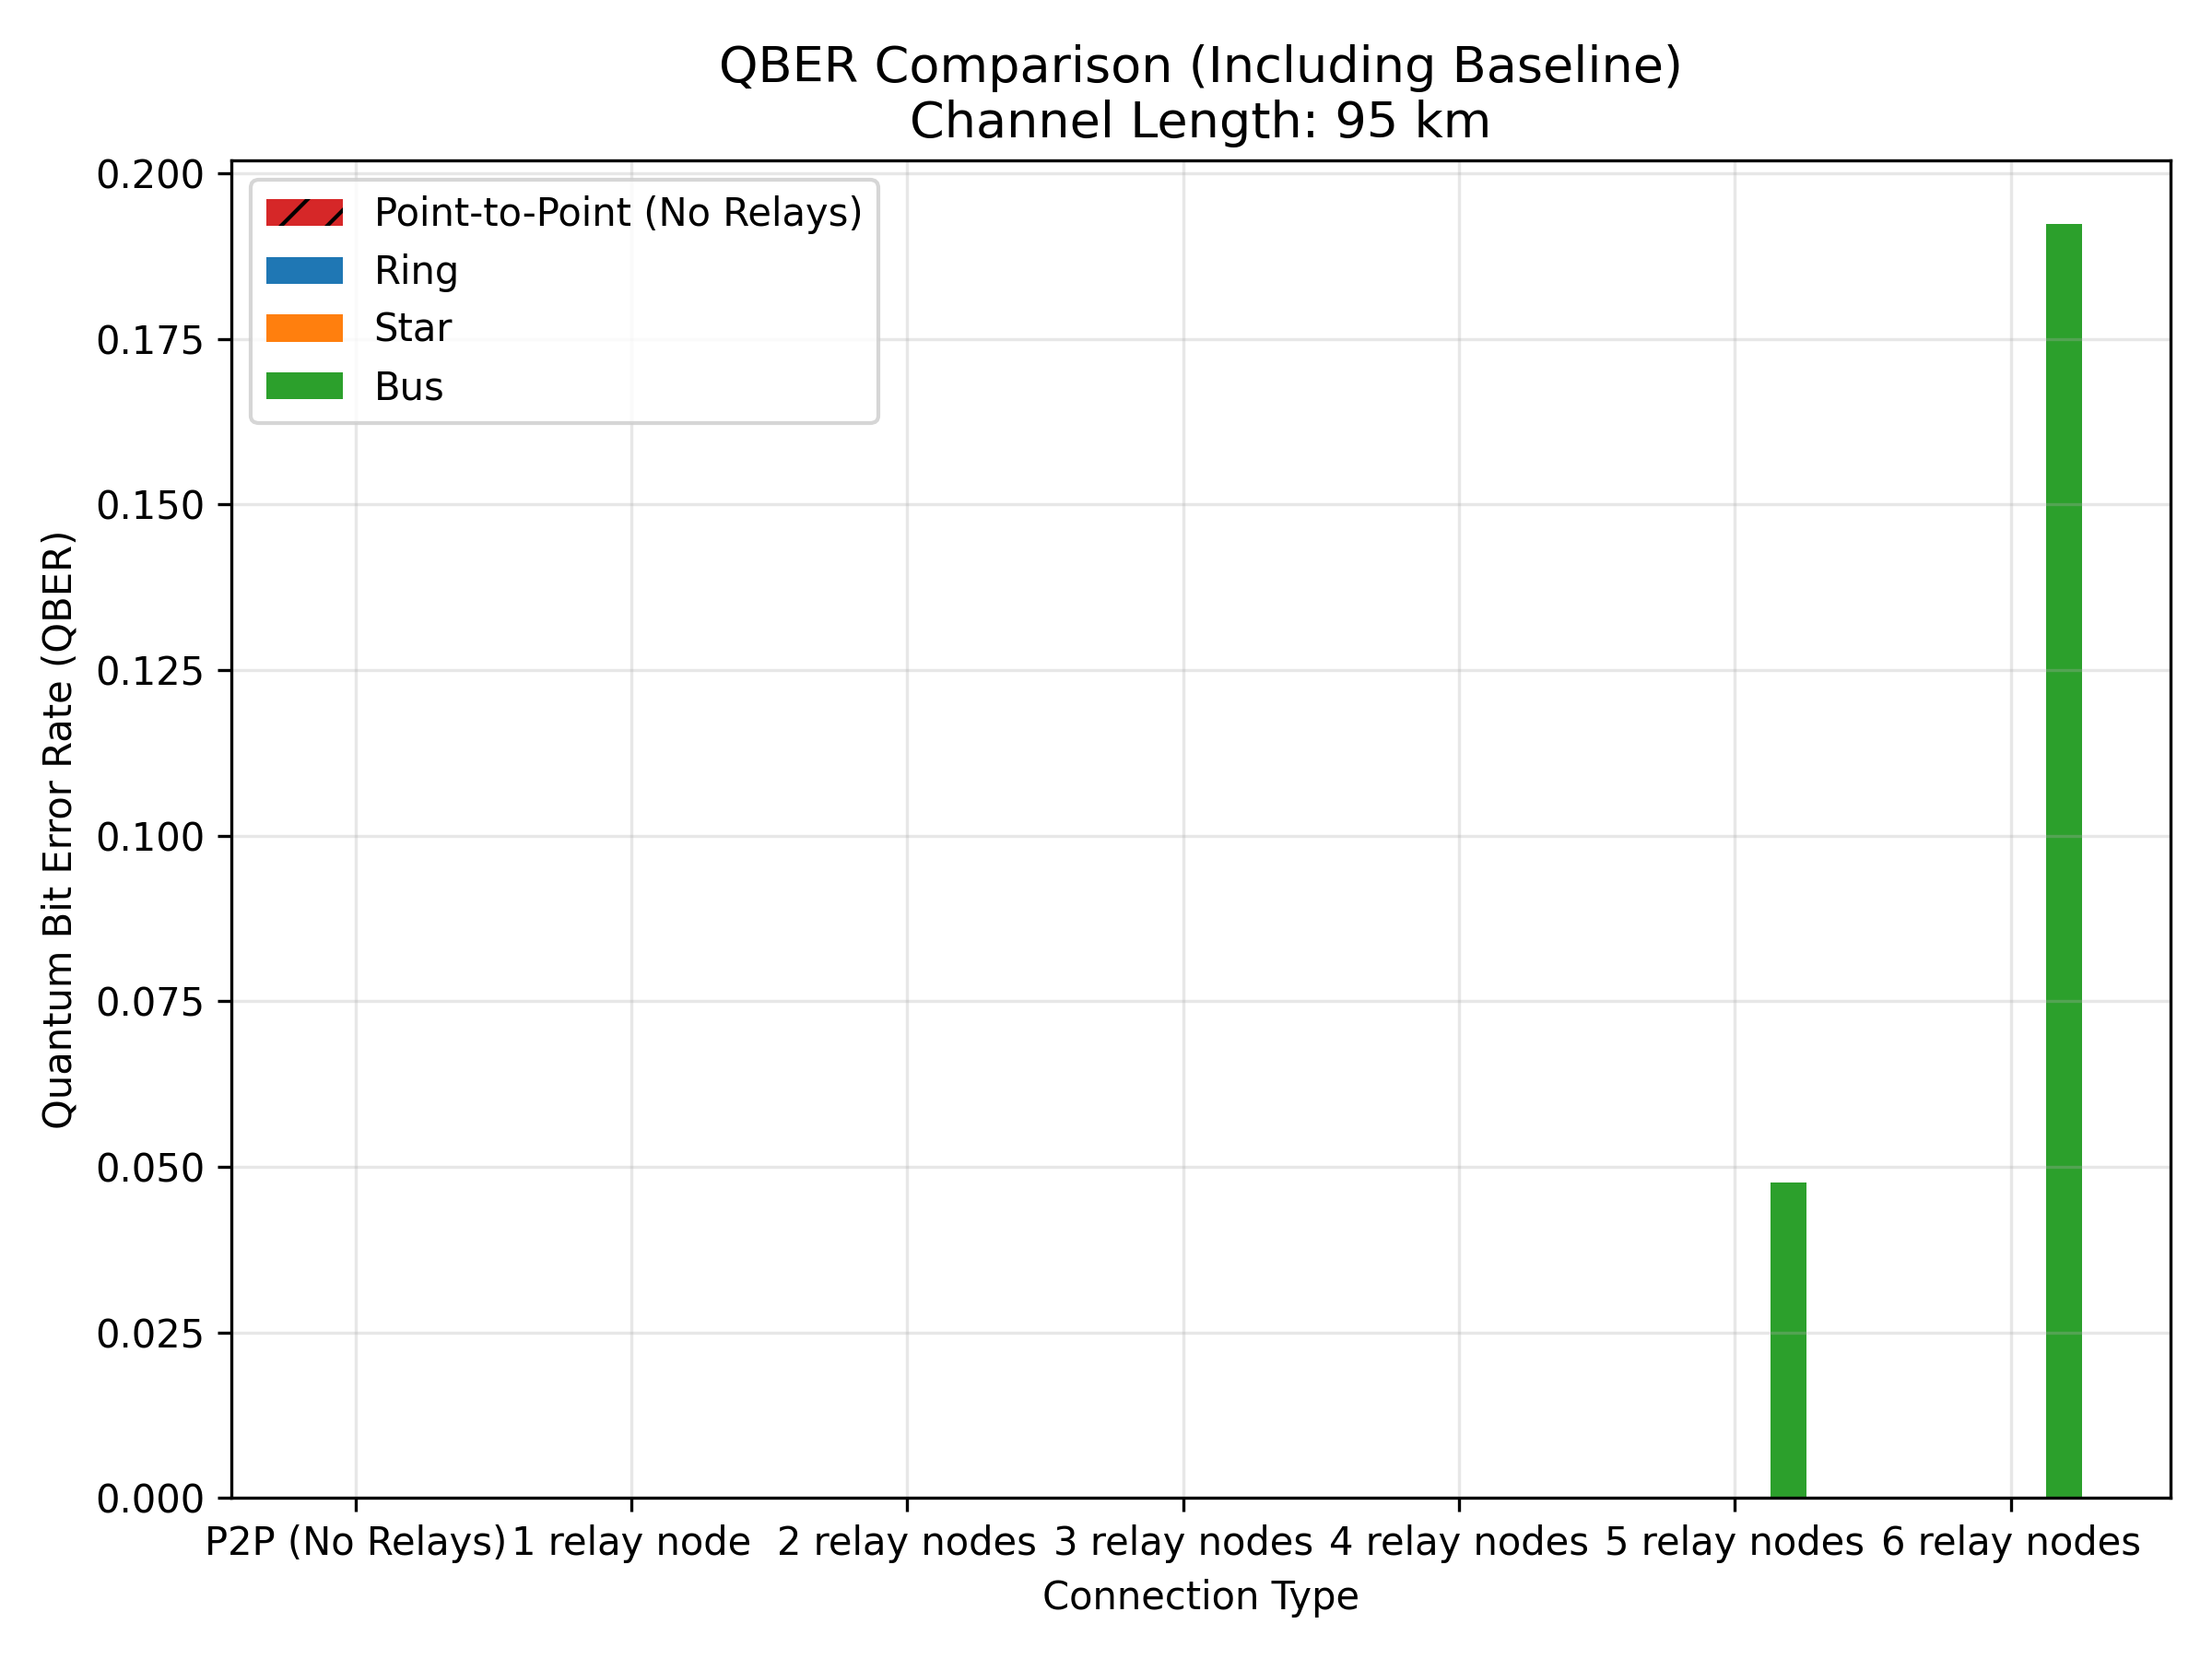 QBER Comparison (Including Baseline)
Channel Length: 95 km
Point-to-Point (No Relays)
Ring
Star
Bus
Quantum Bit Error Rate (QBER)
0.200
0.175
0.150
0.125
0.100
0.075
0.050
0.025
0.000
P2P (No Relays) 1 relay node 2 relay nodes 3 relay nodes 4 relay nodes 5 relay nodes 6 relay nodes
Connection Type